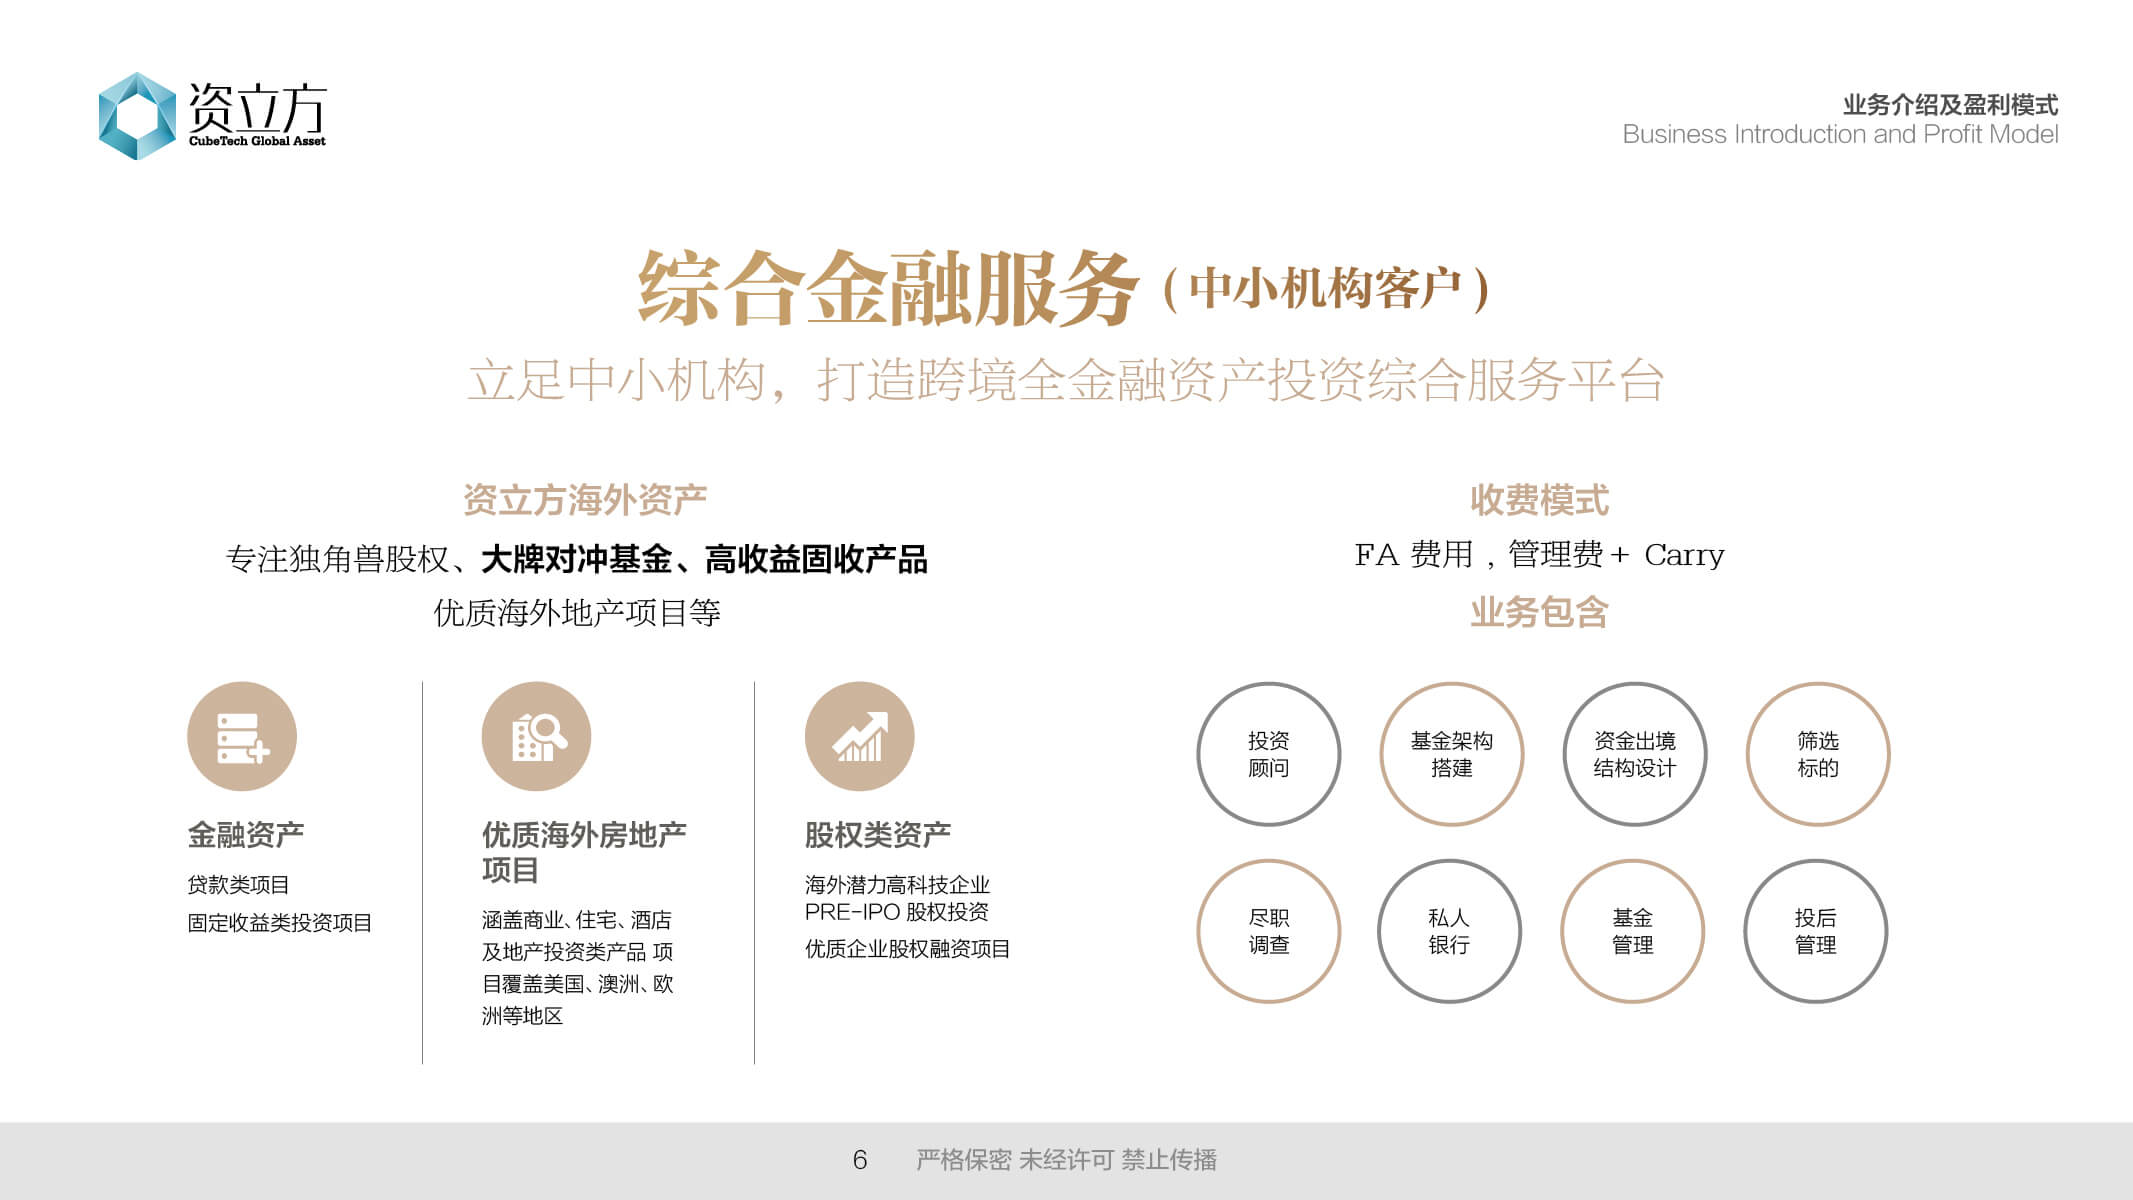 资立方
CubeTech Global Asset
业务介绍及盈利模式
Business Introduction and Profit Model
综合金融服务（中小机构客户）
立足中小机构，打造跨境全金融资产投资综合服务平台
资立方海外资产
专注独角兽股权、大牌对冲基金、高收益固收产品
优质海外地产项目等
金融资产
贷款类项目
固定收益类投资项目
优质海外房地产
项目
涵盖商业、住宅、酒店
及地产投资类产品 项
目覆盖美国、澳洲、欧
洲等地区
股权类资产
海外潜力高科技企业
PRE-IPO 股权投资
优质企业股权融资项目
收费模式
FA 费用，管理费+ Carry
业务包含
投资
顾问
基金架构
搭建
资金出境
结构设计
筛选
标的
尽职
调查
私人
银行
基金
管理
投后
管理
6 严格保密 未经许可 禁止传播